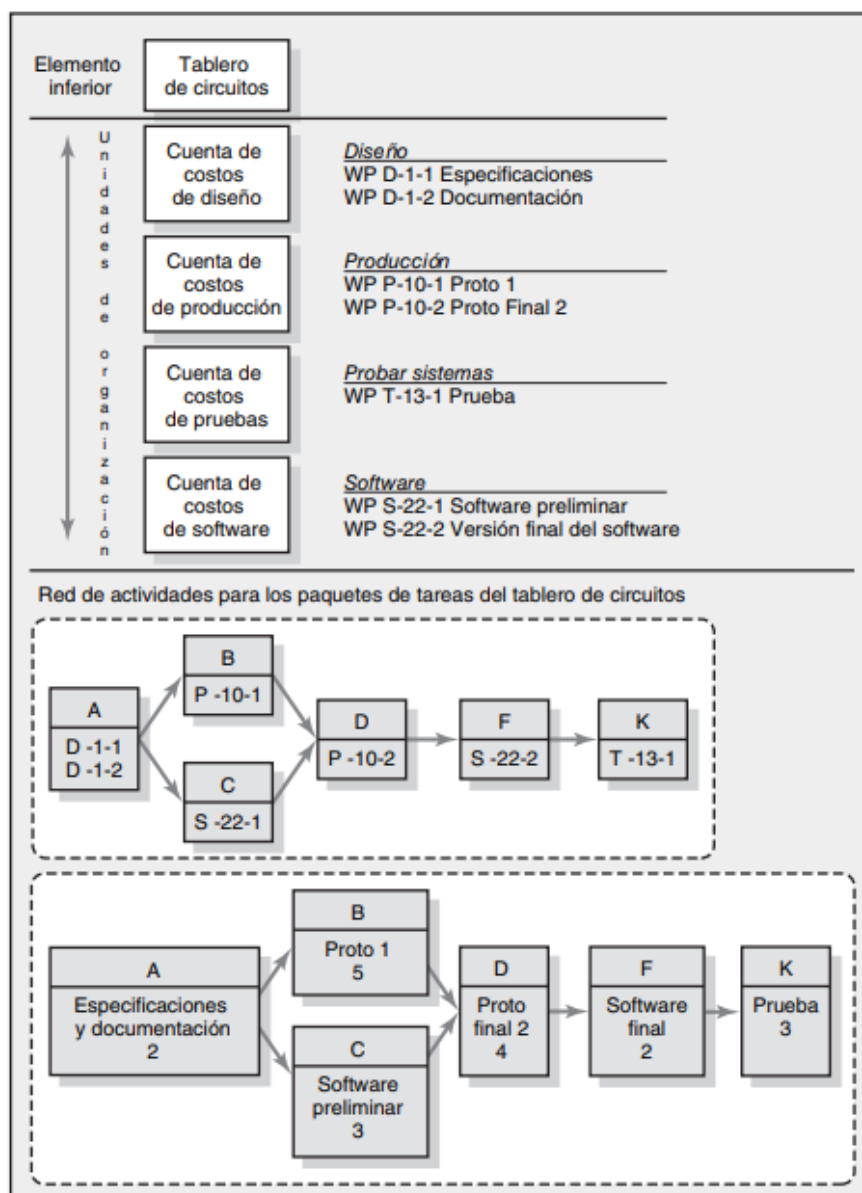 Elemento
inferior
Tablero
de circuitos
Unidades de organización
Cuenta de
costos
de diseño
Diseño
WP D-1-1 Especificaciones
WP D-1-2 Documentación
Cuenta de
costos
de producción
Producción
WP P-10-1 Proto 1
WP P-10-2 Proto Final 2
Cuenta de
costos
de pruebas
Probar sistemas
WP T-13-1 Prueba
Cuenta de
costos
de software
Software
WP S-22-1 Software preliminar
WP S-22-2 Versión final del software
Red de actividades para los paquetes de tareas del tablero de circuitos
A
D -1-1
D -1-2
B
P -10-1
C
S -22-1
D
P -10-2
F
S -22-2
K
T -13-1
A
Especificaciones
y documentación
2
B
Proto 1
5
C
Software
preliminar
3
D
Proto
final 2
4
F
Software
final
2
K
Prueba
3